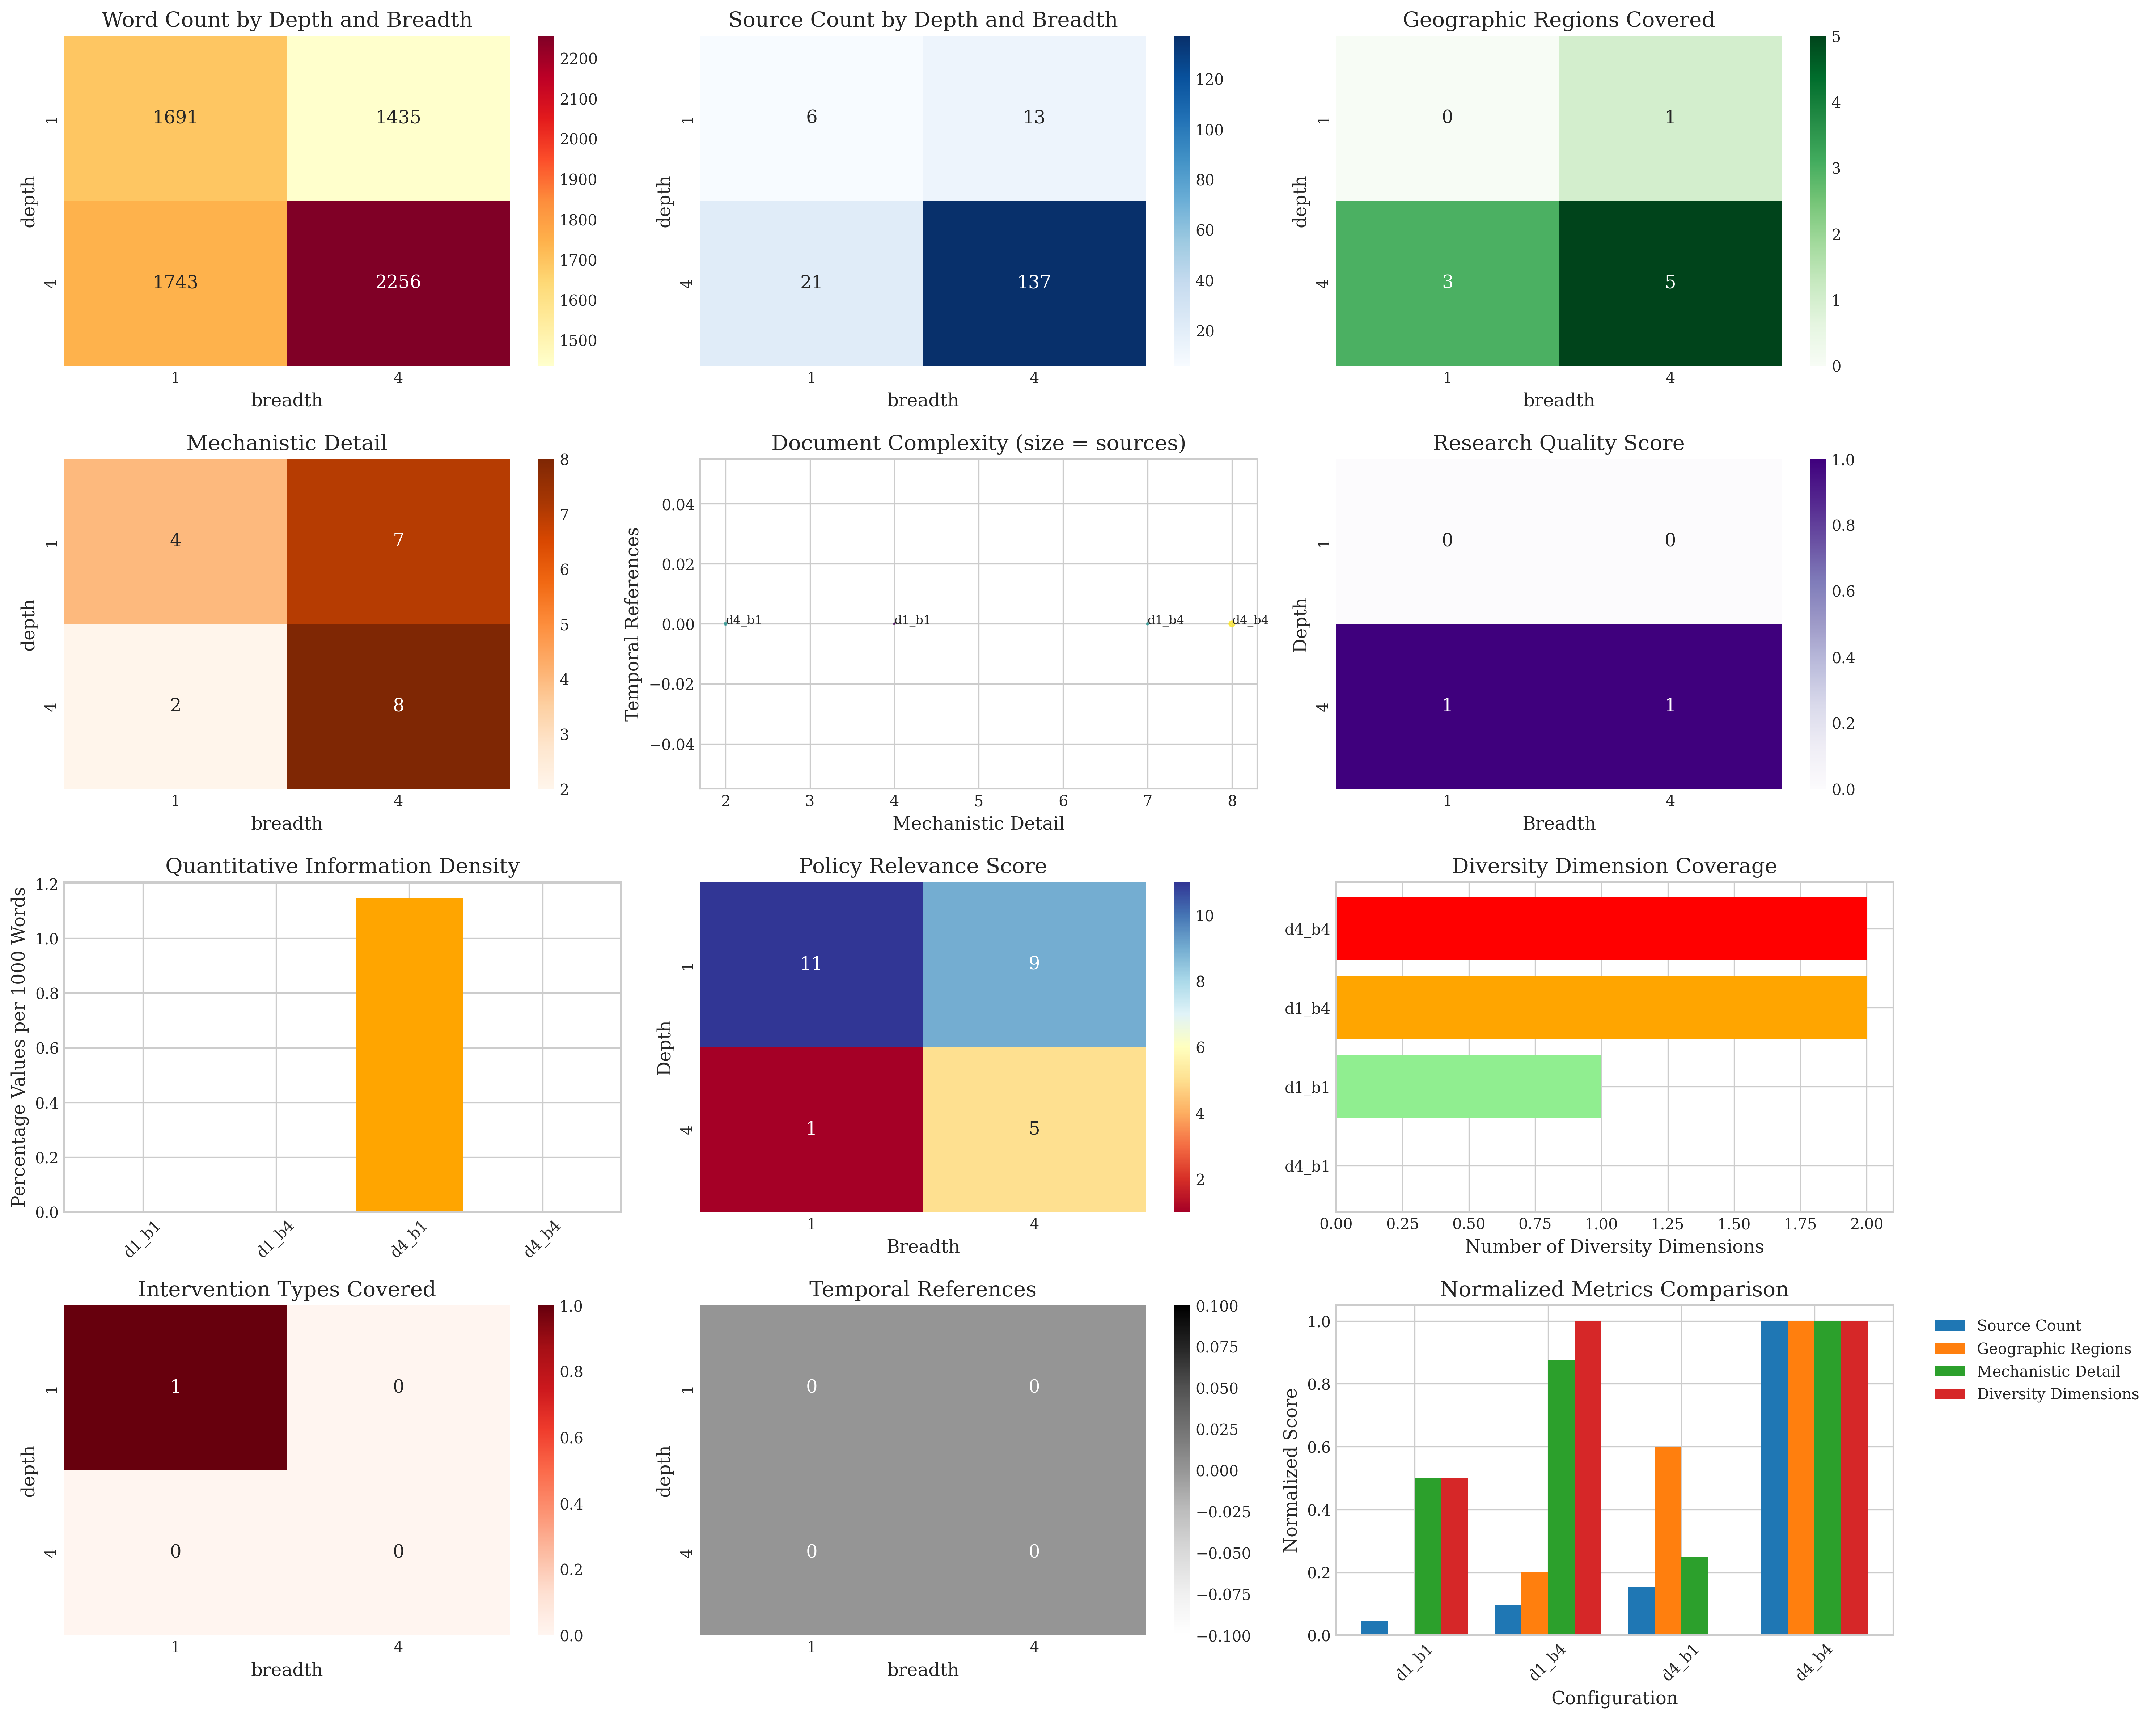 Word Count by Depth and Breadth
1691 1435
1743 2256
1 4
1 4
depth
breadth
2200
2100
2000
1900
1800
1700
1600
1500
Source Count by Depth and Breadth
6 13
21 137
1 4
1 4
depth
breadth
120
100
80
60
40
20
Geographic Regions Covered
0 1
3 5
1 4
1 4
depth
breadth
5
4
3
2
1
0
Mechanistic Detail
4 7
2 8
1 4
1 4
depth
breadth
8
7
6
5
4
3
2
Document Complexity (size = sources)
0.04
0.02
0.00
−0.02
−0.04
Temporal References
d4_b1 d1_b1 d1_b4 d4_b4
2 3 4 5 6 7 8
Mechanistic Detail
Research Quality Score
0 0
1 1
1 4
1 4
Depth
Breadth
1.0
0.8
0.6
0.4
0.2
0.0
Quantitative Information Density
1.2
1.0
0.8
0.6
0.4
0.2
0.0
Percentage Values per 1000 Words
d1_b1 d1_b4 d4_b1 d4_b4
Policy Relevance Score
11 9
1 5
1 4
1 4
Depth
Breadth
10
8
6
4
2
Diversity Dimension Coverage
d4_b4
d1_b4
d1_b1
d4_b1
0.00 0.25 0.50 0.75 1.00 1.25 1.50 1.75 2.00
Number of Diversity Dimensions
Intervention Types Covered
1 0
0 0
1 4
1 4
depth
breadth
1.0
0.8
0.6
0.4
0.2
0.0
Temporal References
0 0
0 0
1 4
1 4
depth
breadth
0.100
0.075
0.050
0.025
0.000
−0.025
−0.050
−0.075
−0.100
Normalized Metrics Comparison
1.0
0.8
0.6
0.4
0.2
0.0
Normalized Score
d1_b1 d1_b4 d4_b1 d4_b4
Configuration
Source Count
Geographic Regions
Mechanistic Detail
Diversity Dimensions